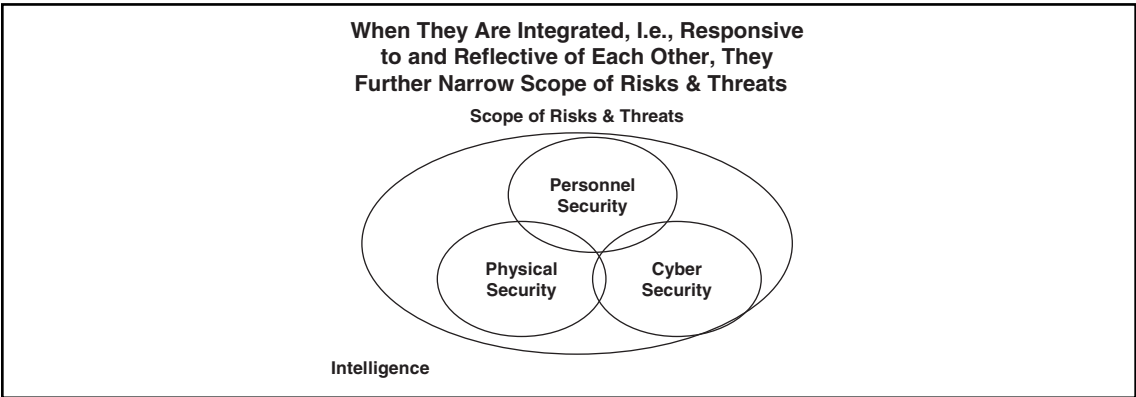 When They Are Integrated, I.e., Responsive
to and Reflective of Each Other, They
Further Narrow Scope of Risks & Threats
Scope of Risks & Threats
Personnel
Security
Physical
Security
Cyber
Security
Intelligence